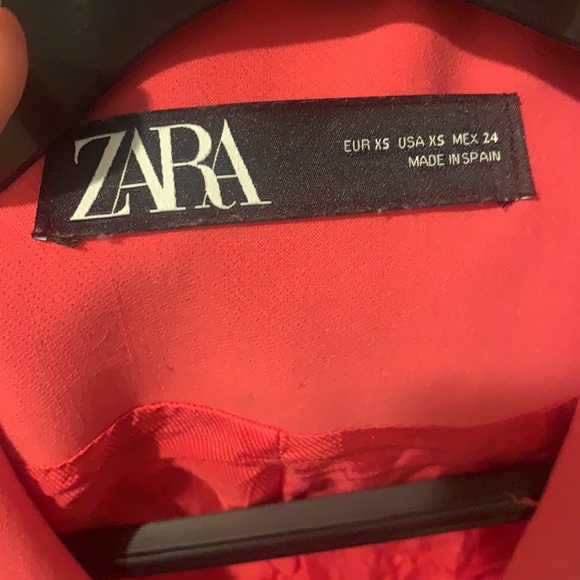 ZARA
EUR XS USA XS MEX 24
MADE IN SPAIN